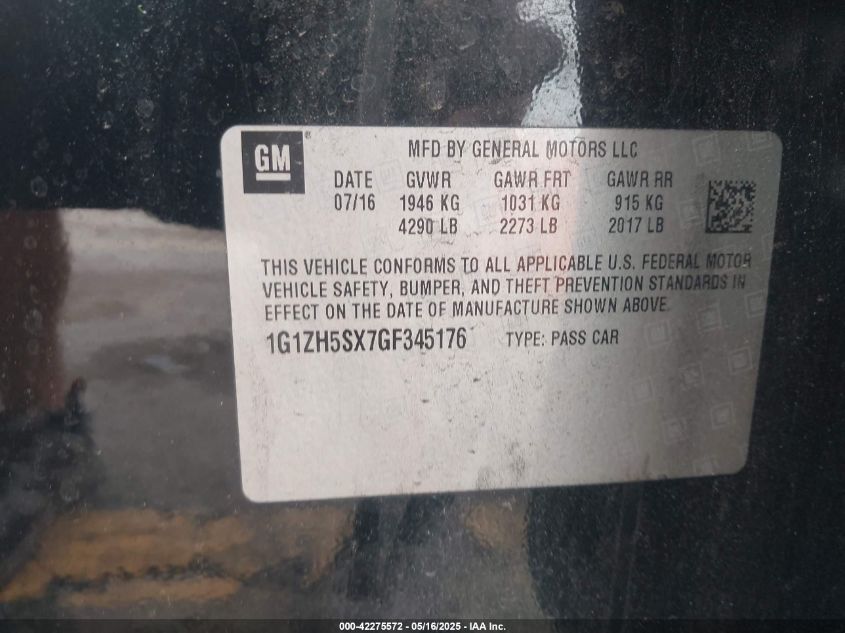 GM ®
MFD BY GENERAL MOTORS LLC
DATE GVWR GAWR FRT GAWR RR
07/16 1946 KG 1031 KG 915 KG
4290 LB 2273 LB 2017 LB
THIS VEHICLE CONFORMS TO ALL APPLICABLE U.S. FEDERAL MOTOR
VEHICLE SAFETY, BUMPER, AND THEFT PREVENTION STANDARDS IN
EFFECT ON THE DATE OF MANUFACTURE SHOWN ABOVE.
1G1ZH5SX7GF345176 TYPE: PASS CAR
000-42275572 - 05/16/2025 - IAA Inc.